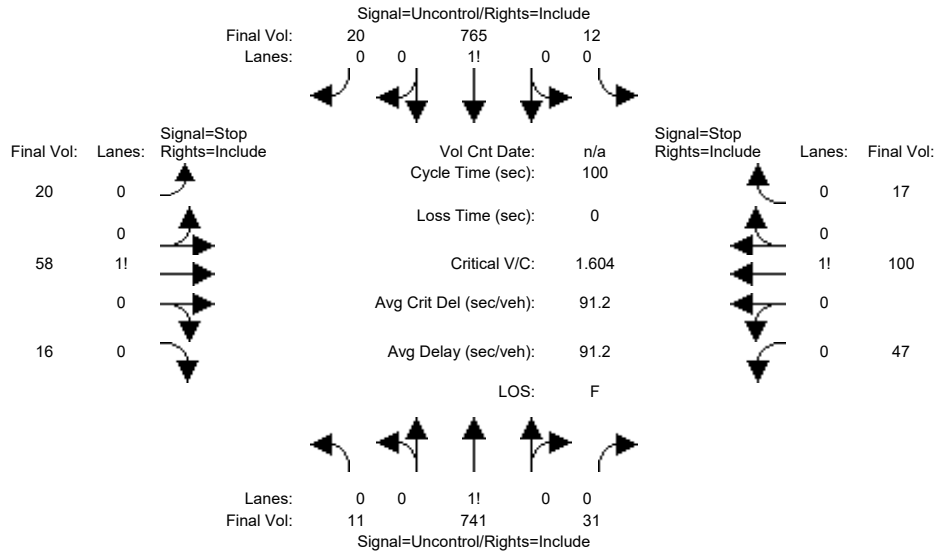 Signal=Uncontrol/Rights=Include
Final Vol: 20 765 12
Lanes: 0 0 1! 0 0
Signal=Stop
Final Vol: Lanes: Rights=Include
Vol Cnt Date: n/a
Signal=Stop
Rights=Include Lanes: Final Vol:
Cycle Time (sec): 100
20 0
0 17
Loss Time (sec): 0
0
0
58 1!
Critical V/C: 1.604
1! 100
0
Avg Crit Del (sec/veh): 91.2
0
16 0
Avg Delay (sec/veh): 91.2
0 47
LOS: F
Lanes: 0 0 1! 0 0
Final Vol: 11 741 31
Signal=Uncontrol/Rights=Include